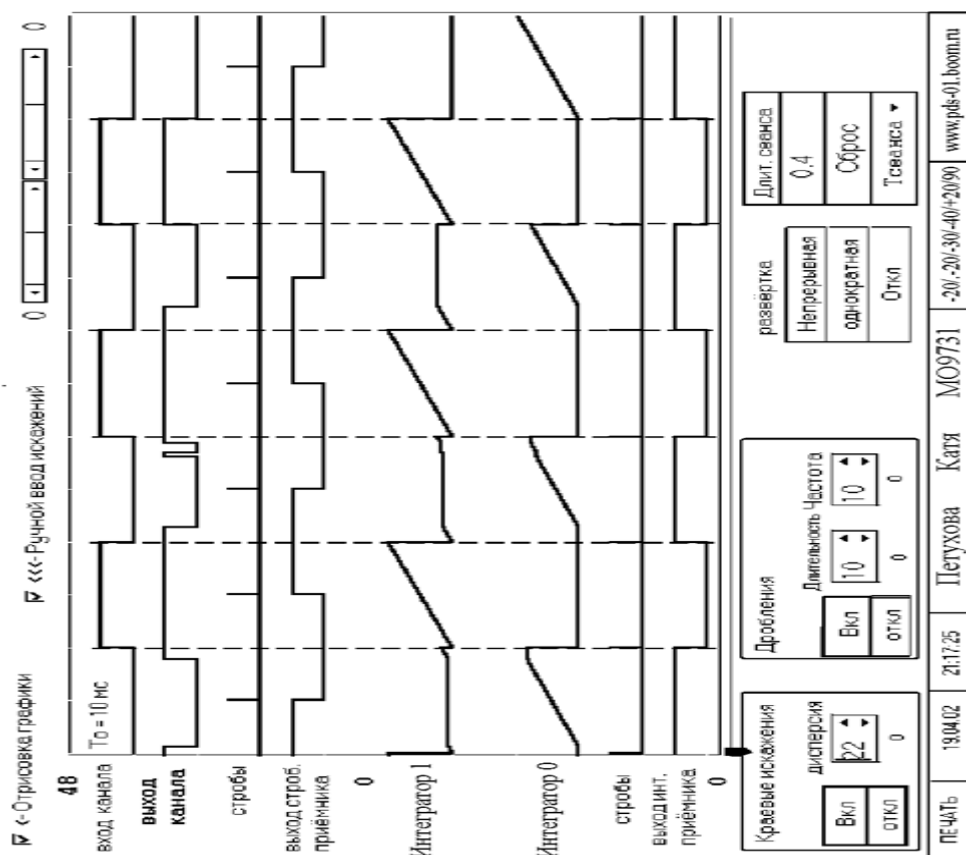 <- Отрисовка графики
<<<- Ручной ввод искажений
0
0
48
вход канала
То = 10 мс
выход
канала
стробы
выход строб.
приёмника
0
Интегратор 1
Интегратор 0
стробы
выход инт.
приёмника
0
Краевые искажения
Вкл
откл
дисперсия
22
0
Дробления
Вкл
откл
Длительность Частота
10
10
0
0
развёртка
Непрерывная
однократная
Откл
Длит. сеанса
0,4
Сброс
Тсеанса
ПЕЧАТЬ
19.04.02
21:17:25
Петухова Катя МО9731
-20/.-20/-30/-40/+20/90
www.pds-01.boom.ru